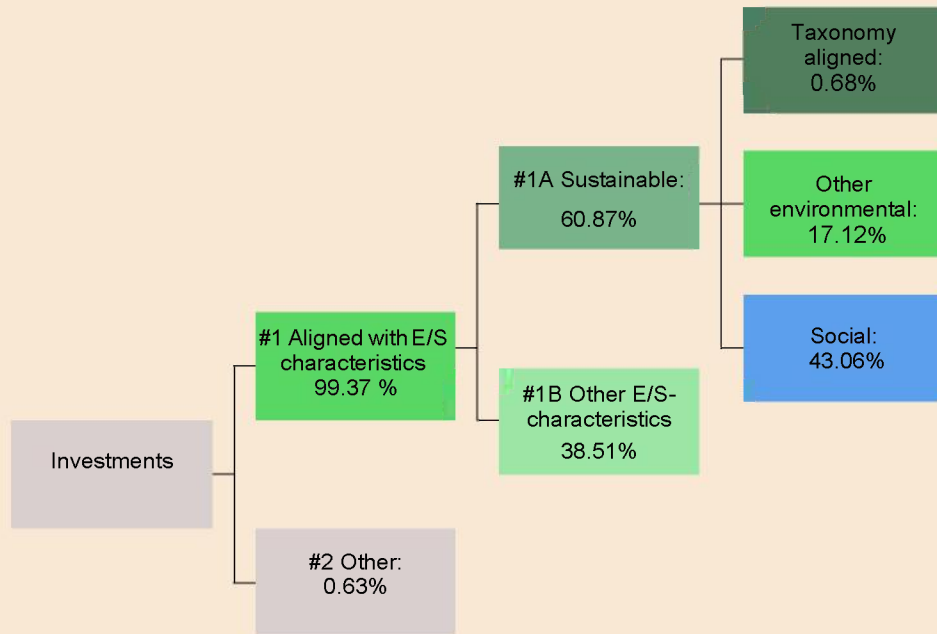 Taxonomy
aligned:
0.68%
#1A Sustainable:
60.87%
Other
environmental:
17.12%
Social:
43.06%
#1 Aligned with E/S
characteristics
99.37 %
#1B Other E/S-
characteristics
38.51%
Investments
#2 Other:
0.63%